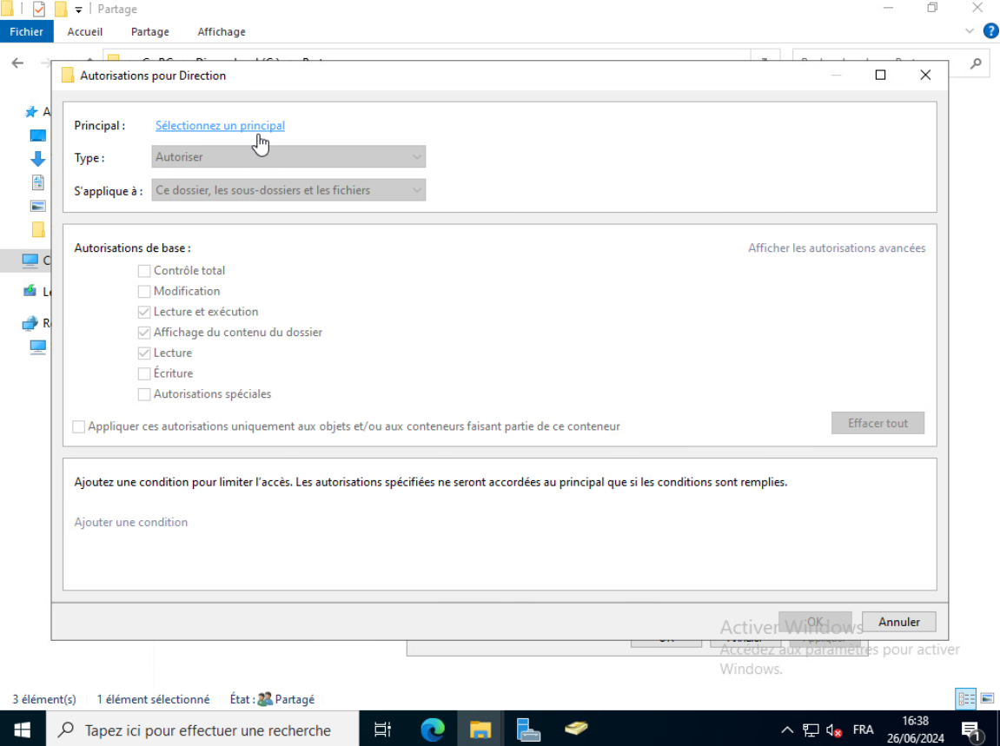 Partage
Fichier Accueil Partage Affichage
Autorisations pour Direction
Principal : Sélectionnez un principal
Type : Autoriser
S'applique à : Ce dossier, les sous-dossiers et les fichiers
Autorisations de base : Afficher les autorisations avancées
Contrôle total
Modification
Lecture et exécution
Affichage du contenu du dossier
Lecture
Écriture
Autorisations spéciales
Appliquer ces autorisations uniquement aux objets et/ou aux conteneurs faisant partie de ce conteneur Effacer tout
Ajoutez une condition pour limiter l'accès. Les autorisations spécifiées ne seront accordées au principal que si les conditions sont remplies.
Ajouter une condition
OK Annuler
Activer Windows
Accédez aux paramètres pour activer
Windows.
3 élément(s) 1 élément sélectionné État : Partagé
Tapez ici pour effectuer une recherche
FRA
16:38
26/06/2024
1